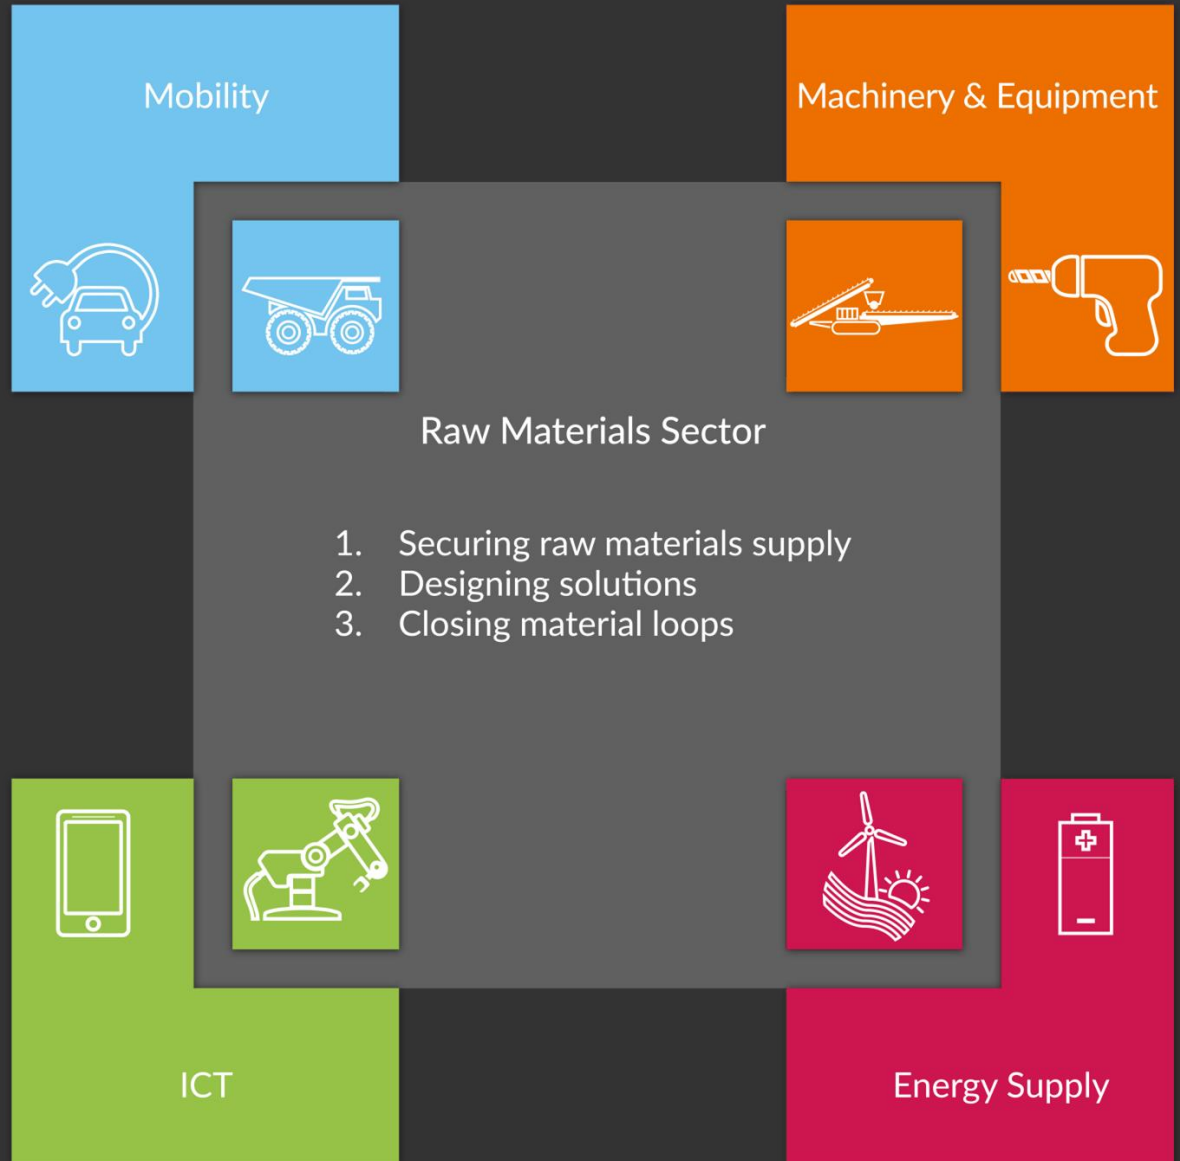 Mobility
Machinery & Equipment
Raw Materials Sector
1. Securing raw materials supply
2. Designing solutions
3. Closing material loops
ICT
Energy Supply